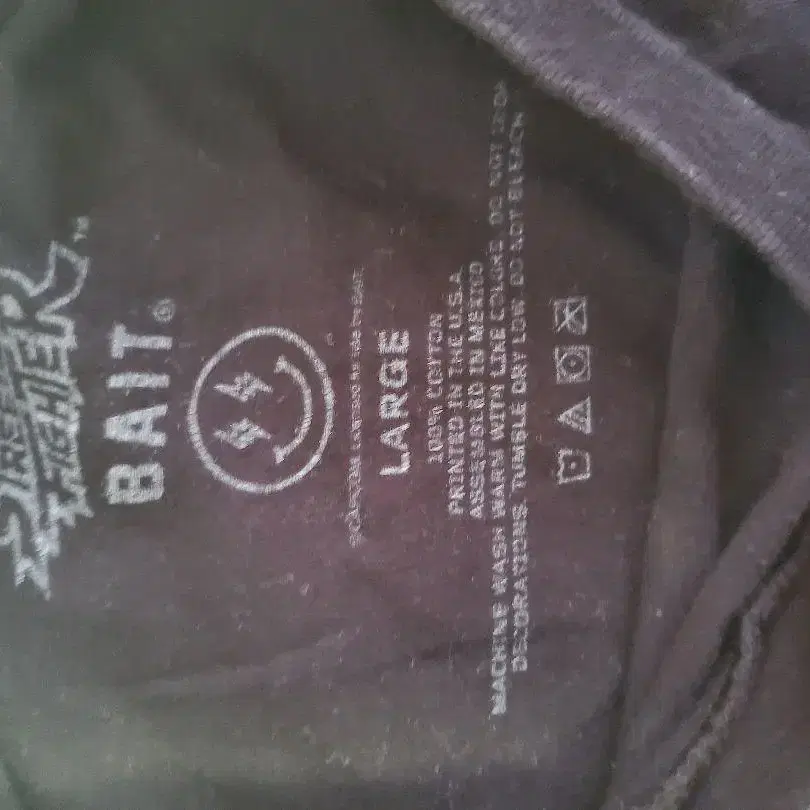 STREET
FIGHTER™
BAIT®
LARGE
100% COTTON
PRINTED IN THE U.S.A.
ASSEMBLED IN MEXICO
MACHINE WASH WARM WITH LIKE COLORS. DO NOT IRON
DECORATIONS. TUMBLE DRY LOW. DO NOT BLEACH